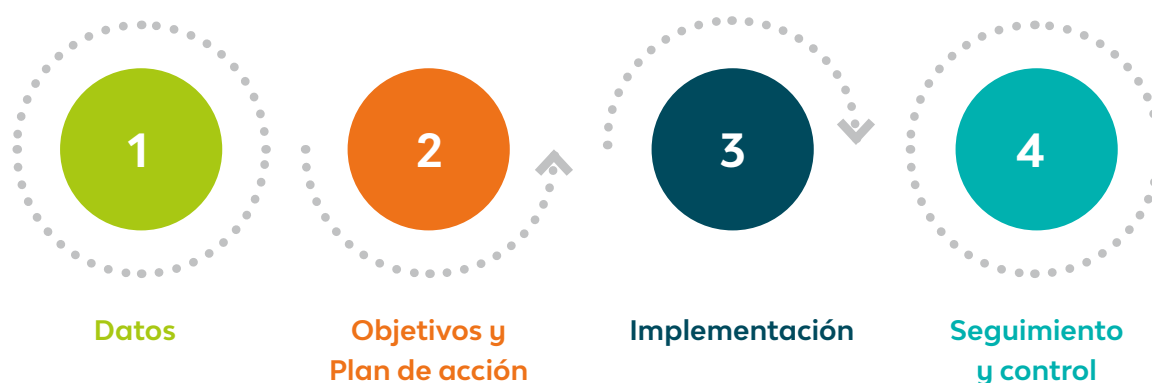 1
2
3
4
Datos
Objetivos y
Plan de acción
Implementación
Seguimiento
y control